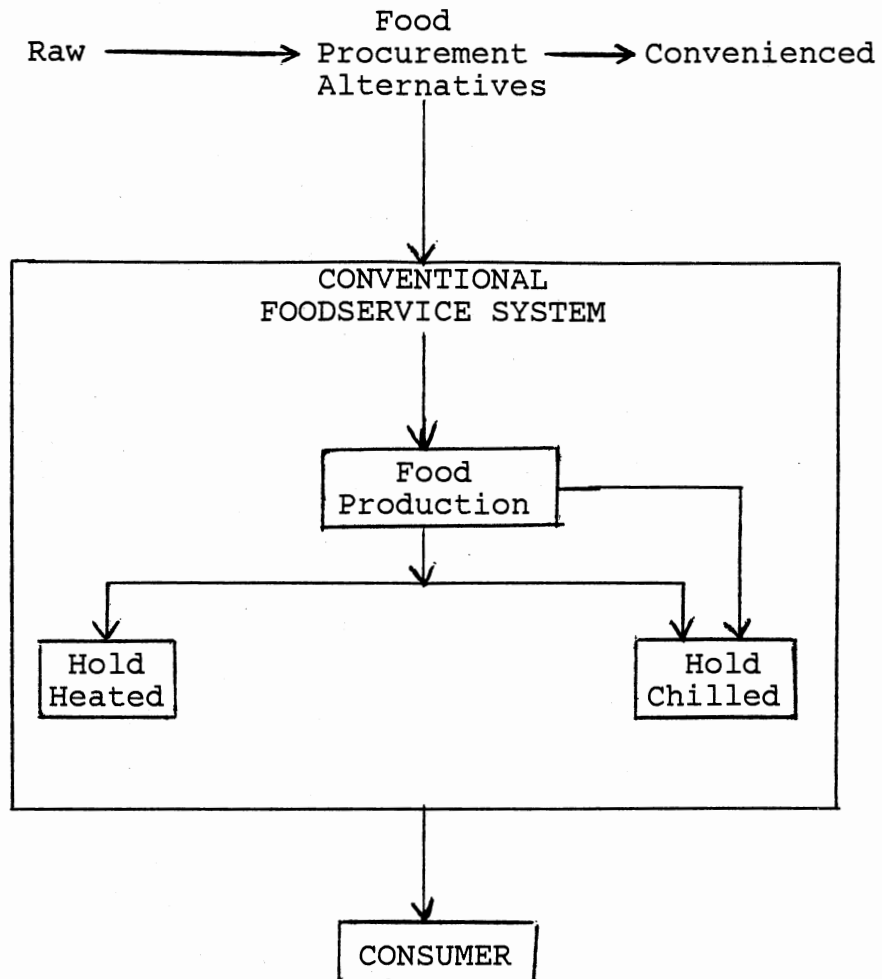 Food
Raw Procurement Convenienced
Alternatives
CONVENTIONAL
FOODSERVICE SYSTEM
Food
Production
Hold
Heated
Hold
Chilled
CONSUMER